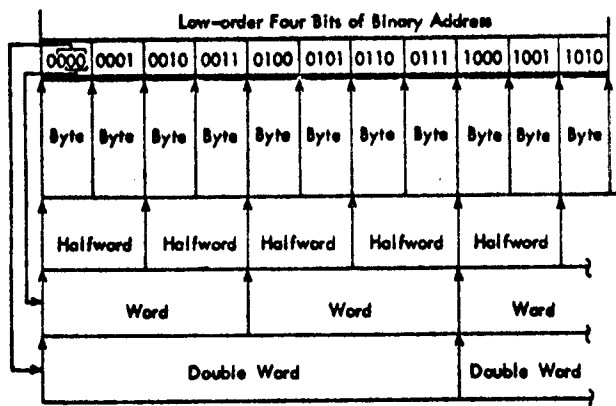 Low-order Four Bits of Binary Address
0000 0001 0010 0011 0100 0101 0110 0111 1000 1001 1010
Byte Byte Byte Byte Byte Byte Byte Byte Byte Byte Byte
Halfword Halfword Halfword Halfword Halfword
Word Word Word
Double Word Double Word